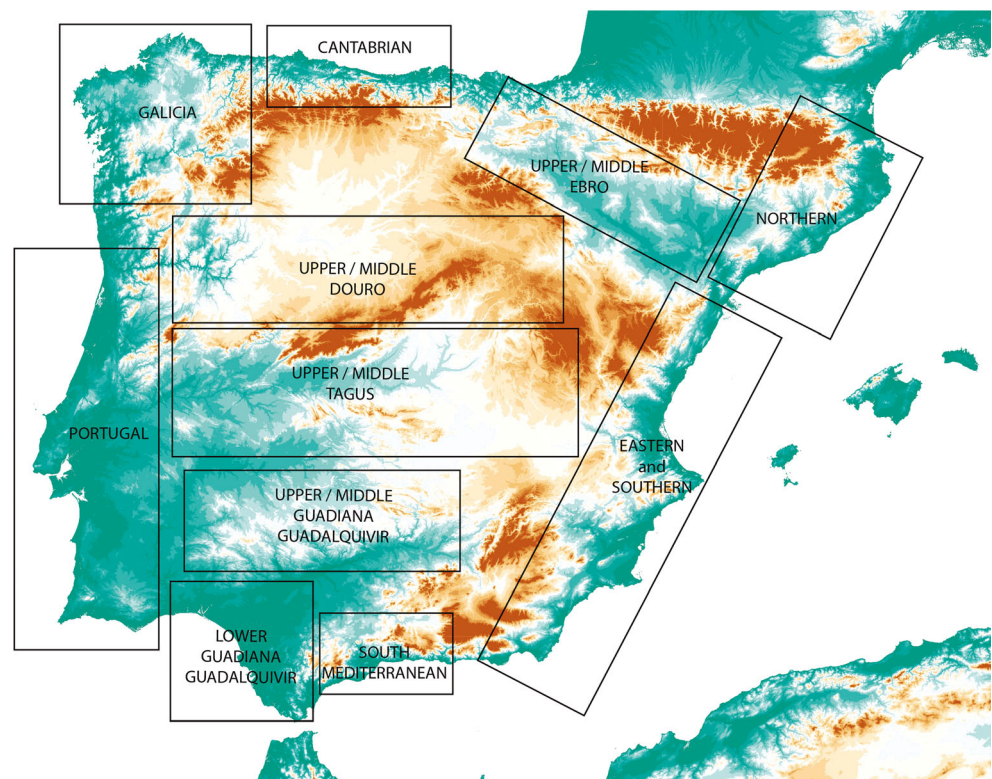 CANTABRIAN
GALICIA
UPPER / MIDDLE
EBRO
NORTHERN
UPPER / MIDDLE
DOURO
UPPER / MIDDLE
TAGUS
PORTUGAL
EASTERN
and
SOUTHERN
UPPER / MIDDLE
GUADIANA
GUADALQUIVIR
LOWER
GUADIANA
GUADALQUIVIR
SOUTH
MEDITERRANEAN